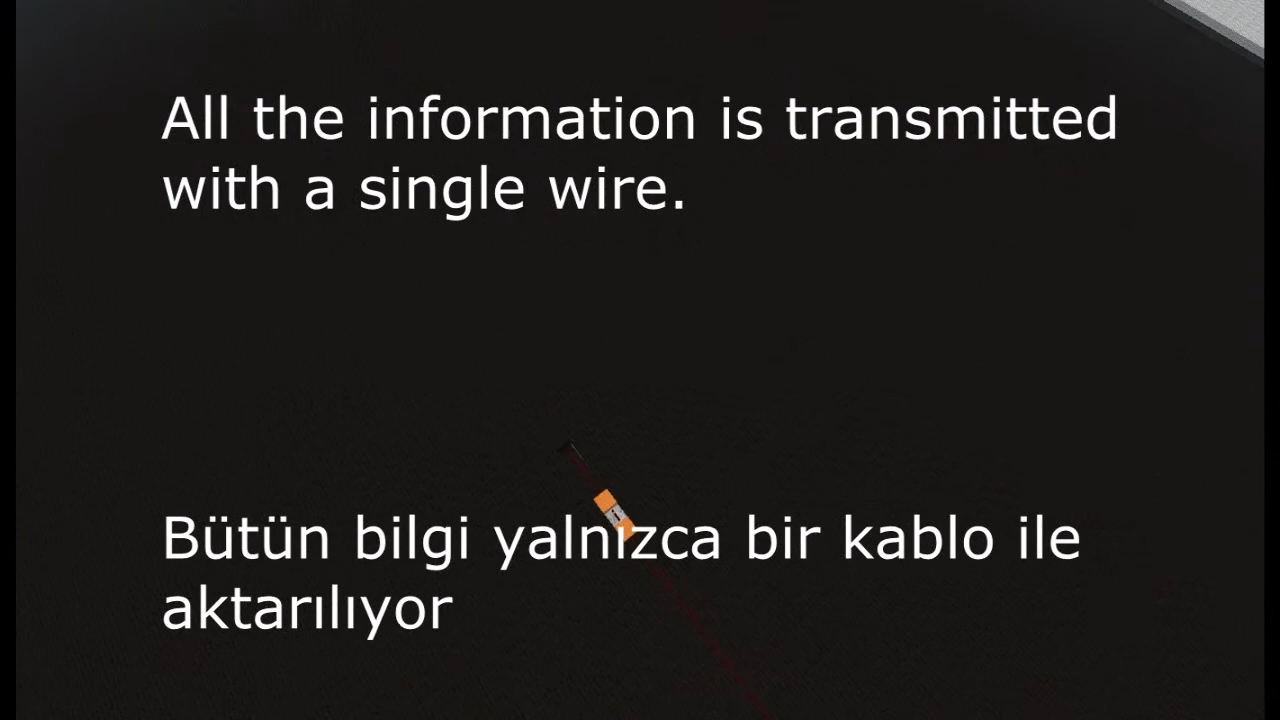 All the information is transmitted
with a single wire.
Bütün bilgi yalnızca bir kablo ile
aktarılıyor